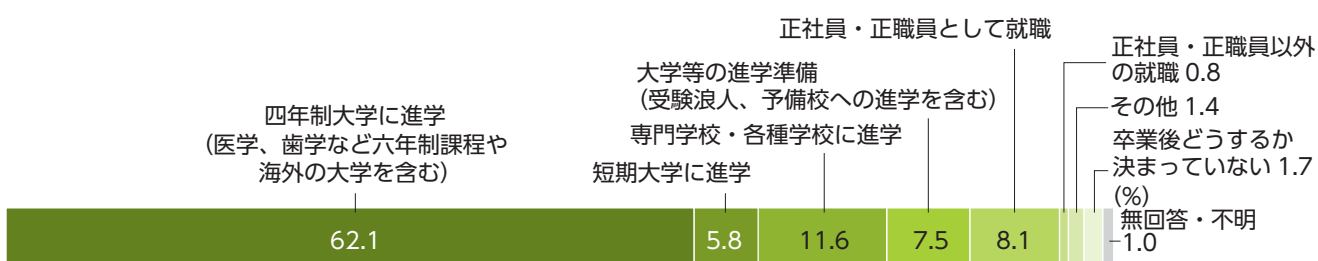 正社員・正職員として就職
正社員・正職員以外
の就職 0.8
大学等の進学準備
（受験浪人、予備校への進学を含む）
その他 1.4
四年制大学に進学
（医学、歯学など六年制課程や
海外の大学を含む）
専門学校・各種学校に進学
短期大学に進学
卒業後どうするか
決まっていない 1.7
(%)
無回答・不明
1.0
62.1
5.8
11.6
7.5
8.1